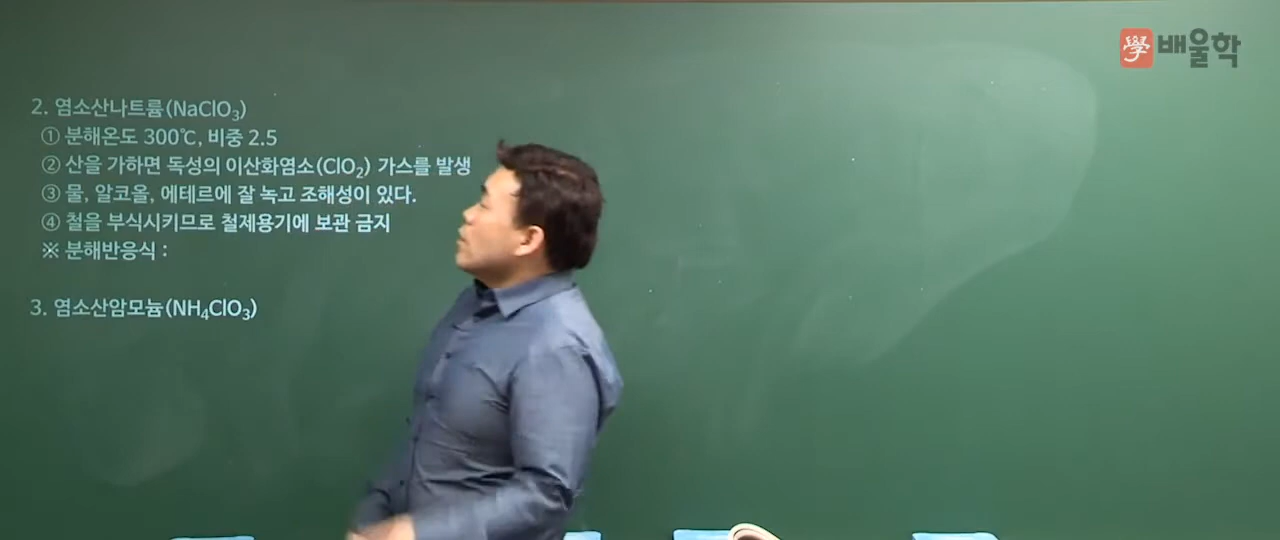 學 배울학
2. 염소산나트륨(NaClO₃)
① 분해온도 300℃, 비중 2.5
② 산을 가하면 독성의 이산화염소(ClO₂) 가스를 발생
③ 물, 알코올, 에테르에 잘 녹고 조해성이 있다.
④ 철을 부식시키므로 철제용기에 보관 금지
※ 분해반응식 :
3. 염소산암모늄(NH₄ClO₃)